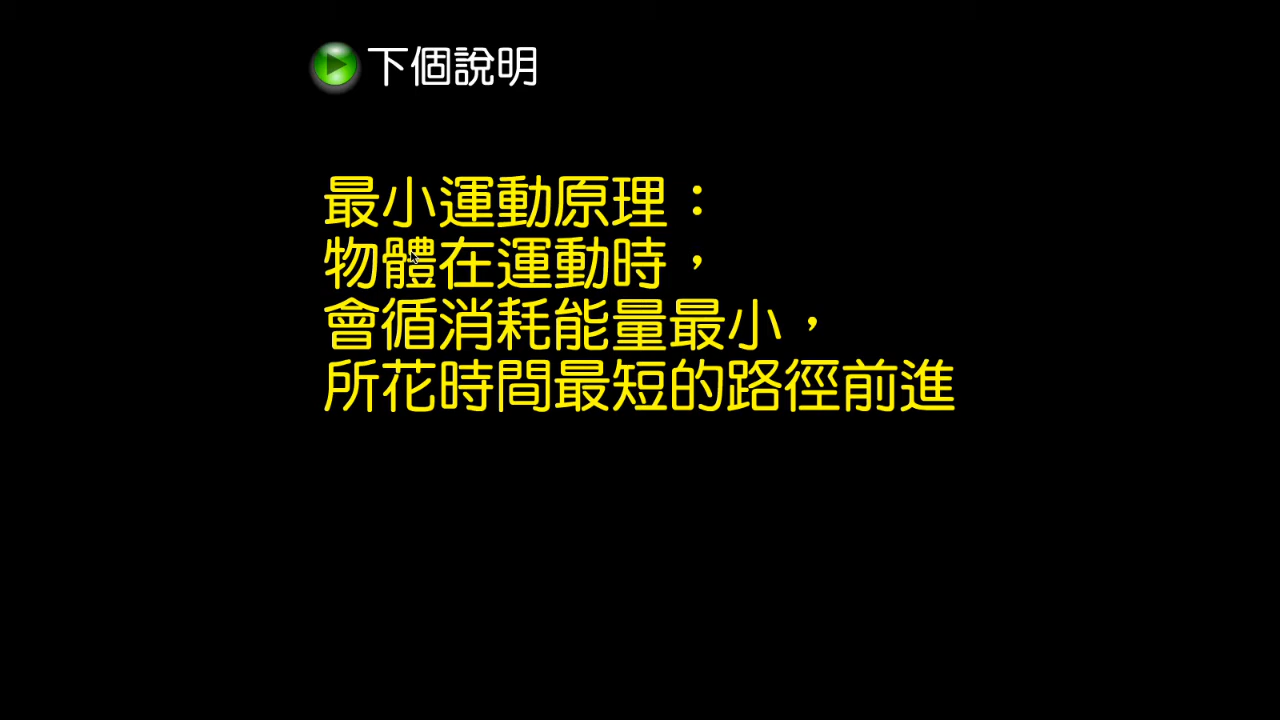 下個說明
最小運動原理：
物體在運動時，
會循消耗能量最小，
所花時間最短的路徑前進